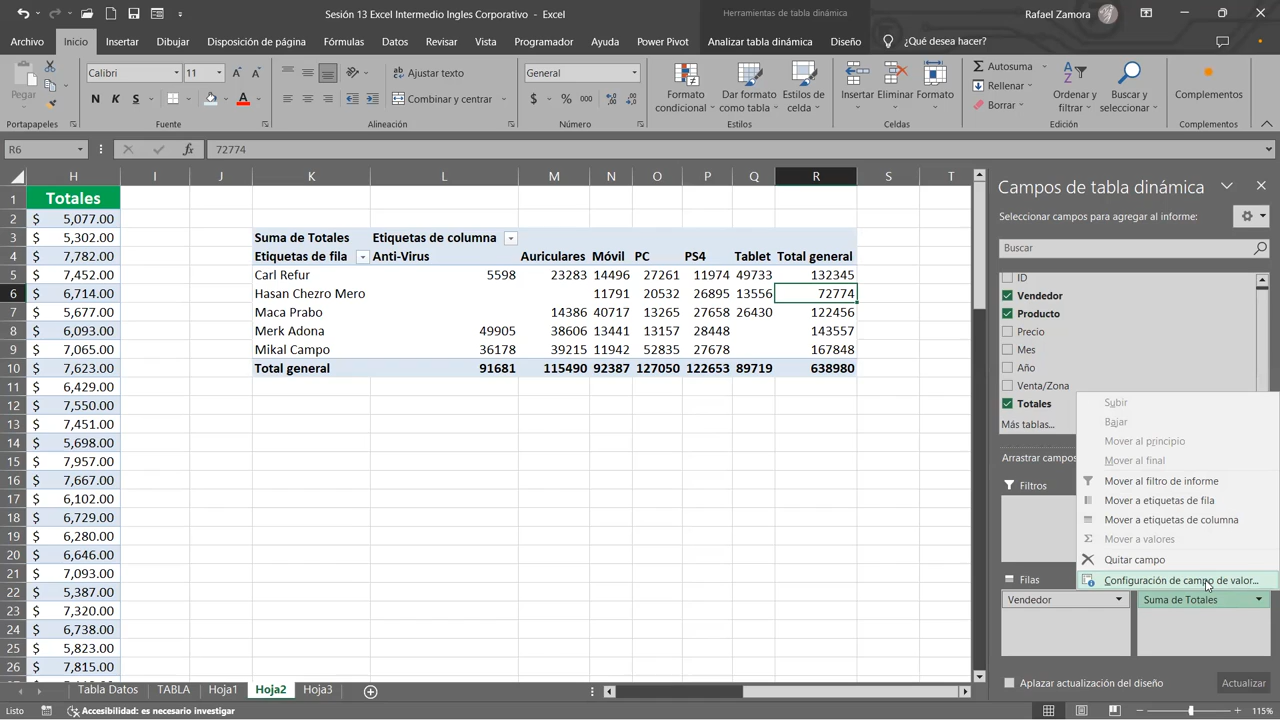 Sesión 13 Excel Intermedio Ingles Corporativo - Excel
Herramientas de tabla dinámica
Rafael Zamora
Archivo Inicio Insertar Dibujar Disposición de página Fórmulas Datos Revisar Vista Programador Ayuda Power Pivot Analizar tabla dinámica Diseño ¿Qué desea hacer?
Pegar
Calibri 11
N K S
Portapapeles
Fuente
Ajustar texto
Combinar y centrar
Alineación
General
$ % 000
Número
Formato condicional
Dar formato como tabla
Estilos de celda
Estilos
Insertar Eliminar Formato
Celdas
Autosuma
Rellenar
Borrar
Ordenar y filtrar
Buscar y seleccionar
Edición
Complementos
Complementos
R6 fx 72774
H I J K L M N O P Q R S T
1 Totales
2 $ 5,077.00
3 $ 5,302.00 Suma de Totales Etiquetas de columna
4 $ 7,782.00 Etiquetas de fila Anti-Virus Auriculares Móvil PC PS4 Tablet Total general
5 $ 7,452.00 Carl Refur 5598 23283 14496 27261 11974 49733 132345
6 $ 6,714.00 Hasan Chezro Mero 11791 20532 26895 13556 72774
7 $ 5,677.00 Maca Prabo 14386 40717 13265 27658 26430 122456
8 $ 6,093.00 Merk Adona 49905 38606 13441 13157 28448 143557
9 $ 7,065.00 Mikal Campo 36178 39215 11942 52835 27678 167848
10 $ 7,623.00 Total general 91681 115490 92387 127050 122653 89719 638980
11 $ 6,429.00
12 $ 7,550.00
13 $ 7,451.00
14 $ 5,698.00
15 $ 7,957.00
16 $ 7,667.00
17 $ 6,102.00
18 $ 6,729.00
19 $ 6,280.00
20 $ 6,646.00
21 $ 7,093.00
22 $ 5,387.00
23 $ 7,320.00
24 $ 6,738.00
25 $ 5,823.00
26 $ 7,815.00
Campos de tabla dinámica
Seleccionar campos para agregar al informe:
Buscar
ID
Vendedor
Producto
Precio
Mes
Año
Venta/Zona
Totales
Más tablas...
Arrastrar campos
Filtros
Filas
Vendedor
Suma de Totales
Subir
Bajar
Mover al principio
Mover al final
Mover al filtro de informe
Mover a etiquetas de fila
Mover a etiquetas de columna
Mover a valores
Quitar campo
Configuración de campo de valor...
Aplazar actualización del diseño
Actualizar
Tabla Datos TABLA Hoja1 Hoja2 Hoja3
Listo
Accesibilidad: es necesario investigar
115%